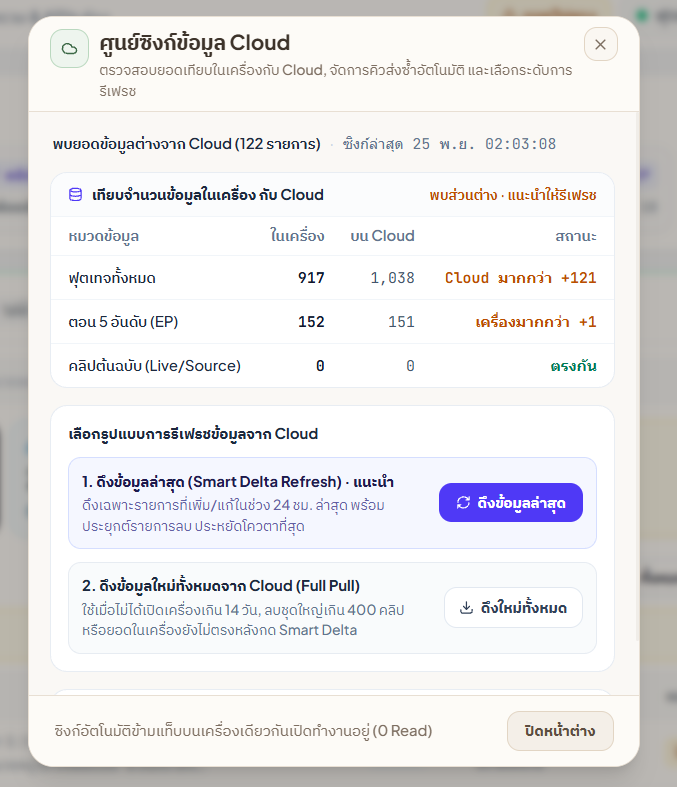 ศูนย์ซิงก์ข้อมูล Cloud
ตรวจสอบยอดเทียบในเครื่องกับ Cloud, จัดการคิวส่งซ้ำอัตโนมัติ และเลือกระดับการ
รีเฟรช
พบยอดข้อมูลต่างจาก Cloud (122 รายการ) · ซิงก์ล่าสุด 25 พ.ย. 02:03:08
เทียบจำนวนข้อมูลในเครื่อง กับ Cloud พบส่วนต่าง · แนะนำให้รีเฟรช
หมวดข้อมูล ในเครื่อง บน Cloud สถานะ
ฟุตเทจทั้งหมด 917 1,038 Cloud มากกว่า +121
ตอน 5 อันดับ (EP) 152 151 เครื่องมากกว่า +1
คลิปต้นฉบับ (Live/Source) 0 0 ตรงกัน
เลือกรูปแบบการรีเฟรชข้อมูลจาก Cloud
1. ดึงข้อมูลล่าสุด (Smart Delta Refresh) · แนะนำ
ดึงเฉพาะรายการที่เพิ่ม/แก้ในช่วง 24 ชม. ล่าสุด พร้อม
ประยุกต์รายการลบ ประหยัดโควตาที่สุด
ดึงข้อมูลล่าสุด
2. ดึงข้อมูลใหม่ทั้งหมดจาก Cloud (Full Pull)
ใช้เมื่อไม่ได้เปิดเครื่องเกิน 14 วัน, ลบชุดใหญ่เกิน 400 คลิป
หรือยอดในเครื่องยังไม่ตรงหลังกด Smart Delta
ดึงใหม่ทั้งหมด
ซิงก์อัตโนมัติข้ามแท็บบนเครื่องเดียวกันเปิดทำงานอยู่ (0 Read)
ปิดหน้าต่าง